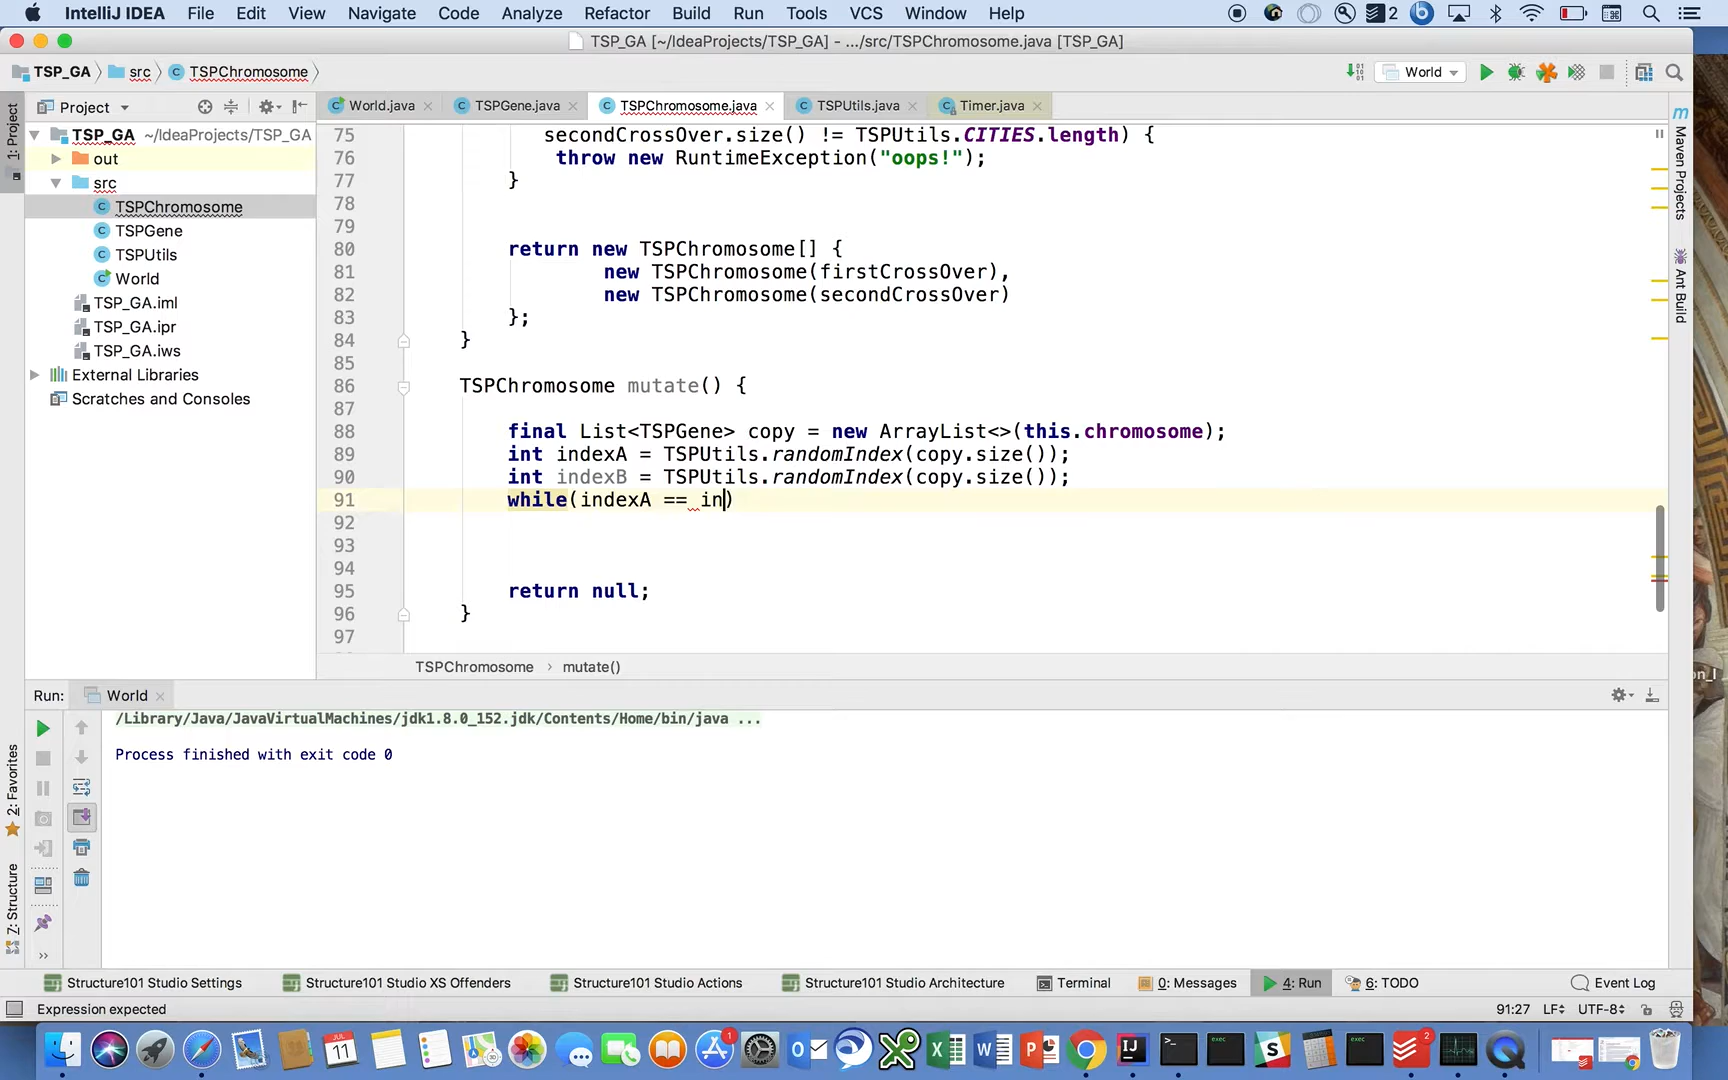 IntelliJ IDEA File Edit View Navigate Code Analyze Refactor Build Run Tools VCS Window Help 2
TSP_GA [~/IdeaProjects/TSP_GA] - .../src/TSPChromosome.java [TSP_GA]
TSP_GA src TSPChromosome World
1: Project
Project
World.java TSPGene.java TSPChromosome.java TSPUtils.java Timer.java
TSP_GA ~/IdeaProjects/TSP_GA
out
src
TSPChromosome
TSPGene
TSPUtils
World
TSP_GA.iml
TSP_GA.ipr
TSP_GA.iws
External Libraries
Scratches and Consoles
75 secondCrossOver.size() != TSPUtils.CITIES.length) {
76 throw new RuntimeException("oops!");
77 }
78
79
80 return new TSPChromosome[] {
81 new TSPChromosome(firstCrossOver),
82 new TSPChromosome(secondCrossOver)
83 };
84 }
85
86 TSPChromosome mutate() {
87
88 final List<TSPGene> copy = new ArrayList<>(this.chromosome);
89 int indexA = TSPUtils.randomIndex(copy.size());
90 int indexB = TSPUtils.randomIndex(copy.size());
91 while(indexA == in)
92
93
94
95 return null;
96 }
97
TSPChromosome › mutate()
Maven Projects
Ant Build
Run: World
/Library/Java/JavaVirtualMachines/jdk1.8.0_152.jdk/Contents/Home/bin/java ...
Process finished with exit code 0
2: Favorites
Z: Structure
Structure101 Studio Settings Structure101 Studio XS Offenders Structure101 Studio Actions Structure101 Studio Architecture Terminal 0: Messages 4: Run 6: TODO Event Log
Expression expected 91:27 LF UTF-8
JUL
11
1
2
exec
exec